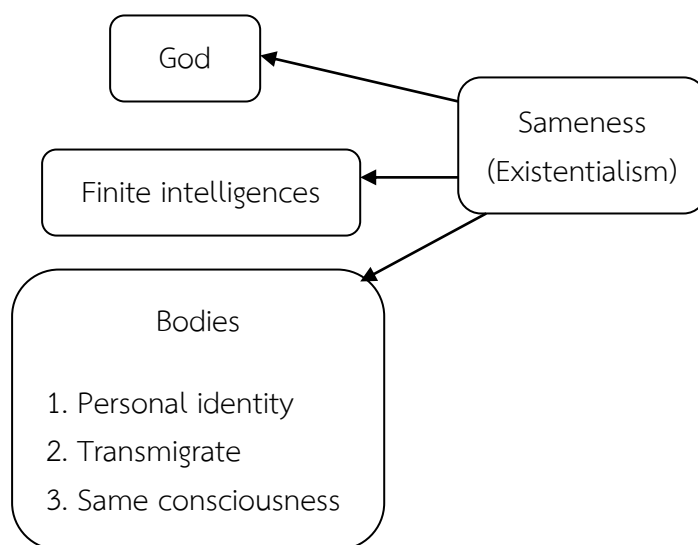 God
Sameness
(Existentialism)
Finite intelligences
Bodies
1. Personal identity
2. Transmigrate
3. Same consciousness